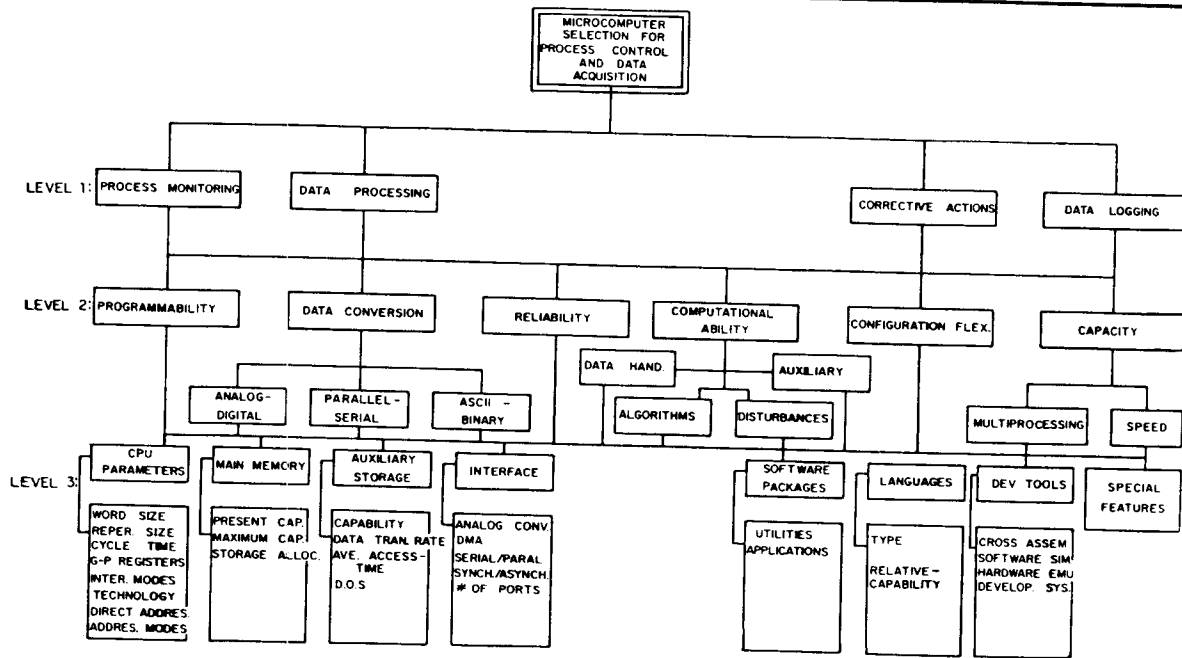 MICROCOMPUTER
SELECTION FOR
PROCESS CONTROL
AND DATA
ACQUISITION
LEVEL 1:
PROCESS MONITORING
DATA PROCESSING
CORRECTIVE ACTIONS
DATA LOGGING
LEVEL 2:
PROGRAMMABILITY
DATA CONVERSION
RELIABILITY
COMPUTATIONAL
ABILITY
CONFIGURATION FLEX.
CAPACITY
DATA HAND.
AUXILIARY
ANALOG-
DIGITAL
PARALLEL-
SERIAL
ASCII -
BINARY
ALGORITHMS
DISTURBANCES
MULTIPROCESSING
SPEED
LEVEL 3:
CPU
PARAMETERS
MAIN MEMORY
AUXILIARY
STORAGE
INTERFACE
SOFTWARE
PACKAGES
LANGUAGES
DEV TOOLS
SPECIAL
FEATURES
WORD SIZE
REPER. SIZE
CYCLE TIME
G-P REGISTERS
INTER. MODES
TECHNOLOGY
DIRECT ADDRES.
ADDRES. MODES
PRESENT CAP.
MAXIMUM CAP.
STORAGE ALLOC.
CAPABILITY
DATA TRAN. RATE
AVE. ACCESS-
TIME
D.O.S
ANALOG CONV.
DMA
SERIAL/PARAL.
SYNCH./ASYNCH.
# OF PORTS
UTILITIES
APPLICATIONS
TYPE
RELATIVE-
CAPABILITY
CROSS ASSEM
SOFTWARE SIM
HARDWARE EMU
DEVELOP. SYS.